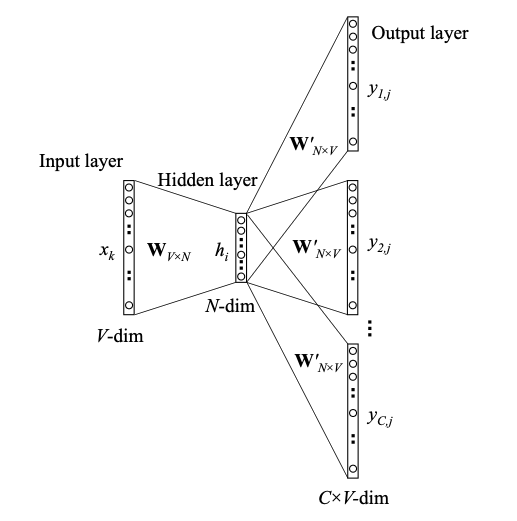 Output layer
y1,j
W'N×V
Input layer
Hidden layer
xk
WV×N
hi
W'N×V
y2,j
N-dim
V-dim
W'N×V
yC,j
C×V-dim